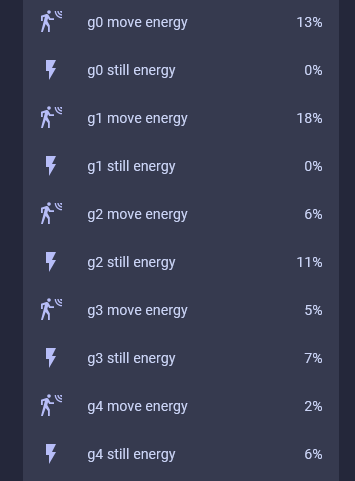 g0 move energy 13%
g0 still energy 0%
g1 move energy 18%
g1 still energy 0%
g2 move energy 6%
g2 still energy 11%
g3 move energy 5%
g3 still energy 7%
g4 move energy 2%
g4 still energy 6%